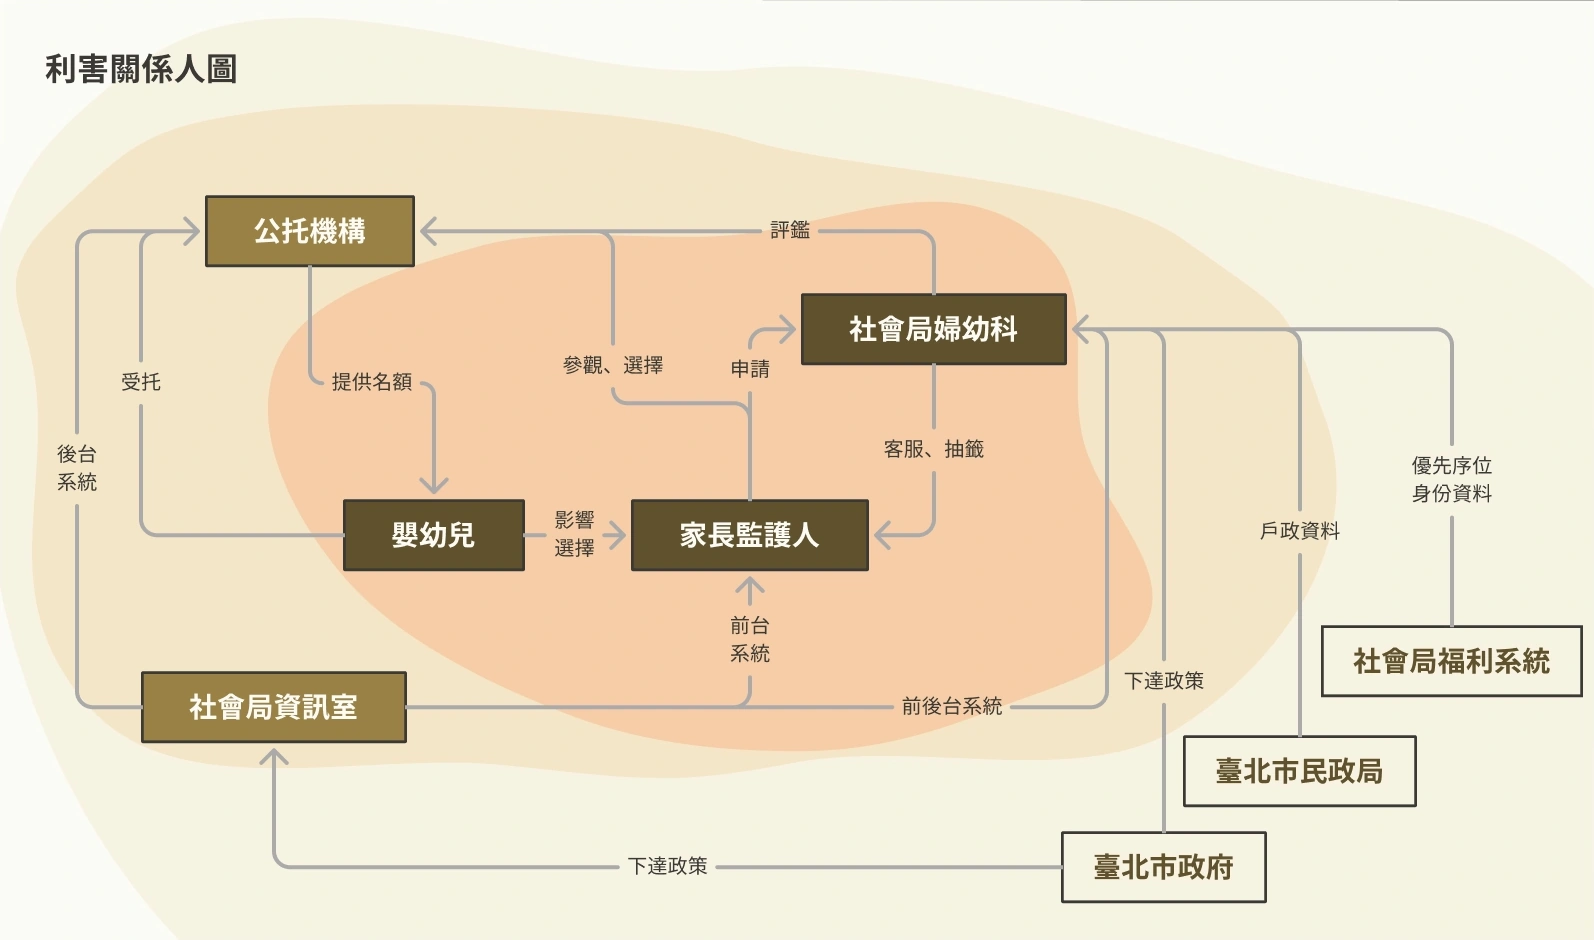 利害關係人圖
公托機構
評鑑
社會局婦幼科
參觀、選擇
申請
受托
提供名額
客服、抽籤
後台
系統
優先序位
身份資料
嬰幼兒
影響
選擇
家長監護人
戶政資料
前台
系統
社會局福利系統
下達政策
社會局資訊室
前後台系統
臺北市民政局
下達政策
臺北市政府